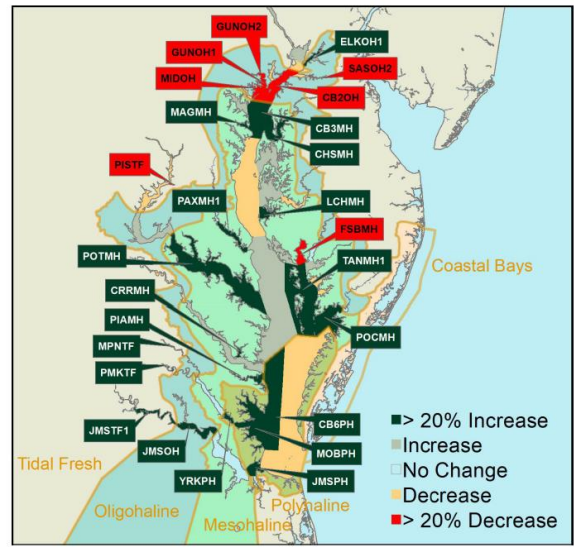 GUNOH2
ELKOH1
GUNOH1
SASOH2
MIDOH
CB2OH
MAGMH
CB3MH
CHSMH
PISTF
PAXMH1
LCHMH
FSBMH
POTMH
TANMH1
Coastal Bays
CRRMH
PIAMH
POCMH
MPNTF
PMKTF
> 20% Increase
CB6PH
Increase
JMSTF1
MOBPH
No Change
JMSOH
Tidal Fresh
YRKPH
JMSPH
Decrease
Polyhaline
Oligohaline
Mesohaline
> 20% Decrease